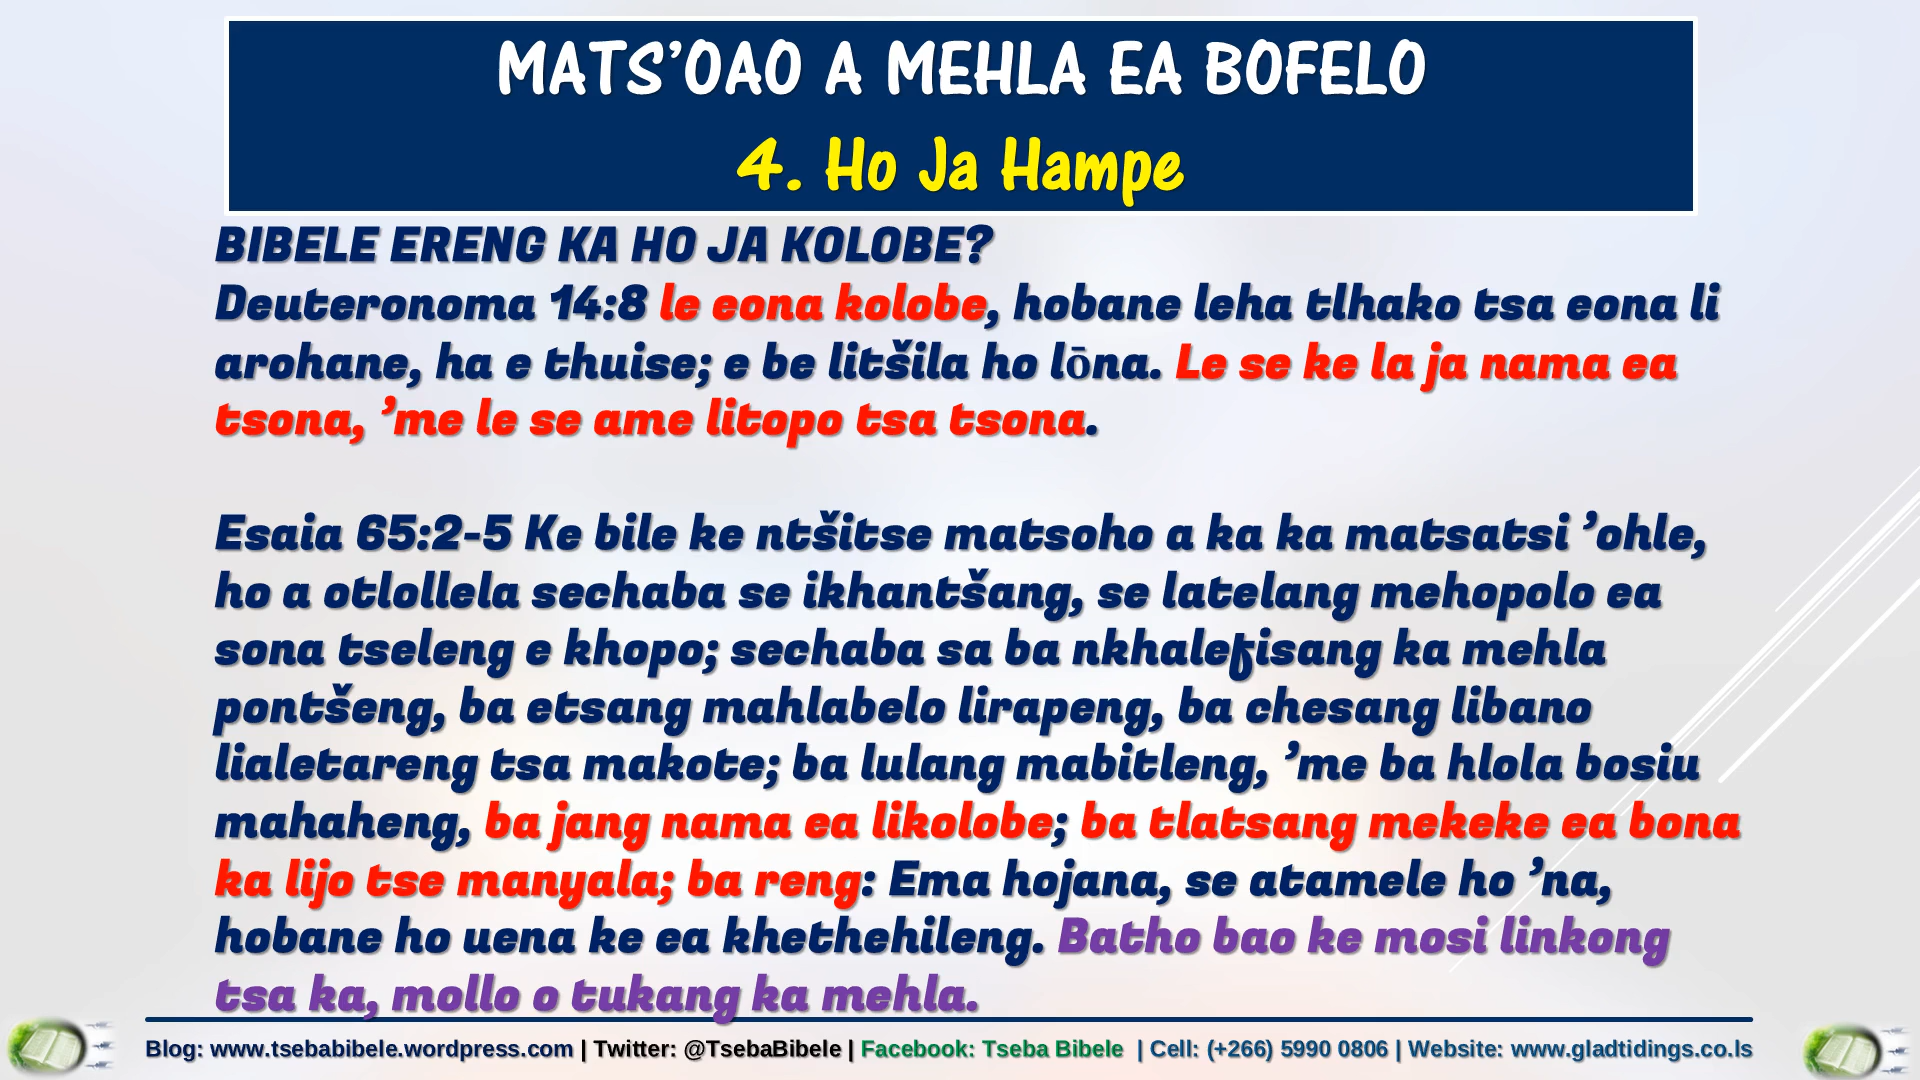 MATS’OAO A MEHLA EA BOFELO
4. Ho Ja Hampe
BIBELE ERENG KA HO JA KOLOBE?
Deuteronoma 14:8 le eona kolobe, hobane leha tlhako tsa eona li
arohane, ha e thuise; e be litšila ho lōna. Le se ke la ja nama ea
tsona, ’me le se ame litopo tsa tsona.
Esaia 65:2-5 Ke bile ke ntšitse matsoho a ka ka matsatsi ’ohle,
ho a otlollela sechaba se ikhantšang, se latelang mehopolo ea
sona tseleng e khopo; sechaba sa ba nkhalefisang ka mehla
pontšeng, ba etsang mahlabelo lirapeng, ba chesang libano
lialetareng tsa makote; ba lulang mabitleng, ’me ba hlola bosiu
mahaheng, ba jang nama ea likolobe; ba tlatsang mekeke ea bona
ka lijo tse manyala; ba reng: Ema hojana, se atamele ho ’na,
hobane ho uena ke ea khethehileng. Batho bao ke mosi linkong
tsa ka, mollo o tukang ka mehla.
Blog: www.tsebabibele.wordpress.com | Twitter: @TsebaBibele | Facebook: Tseba Bibele | Cell: (+266) 5990 0806 | Website: www.gladtidings.co.ls